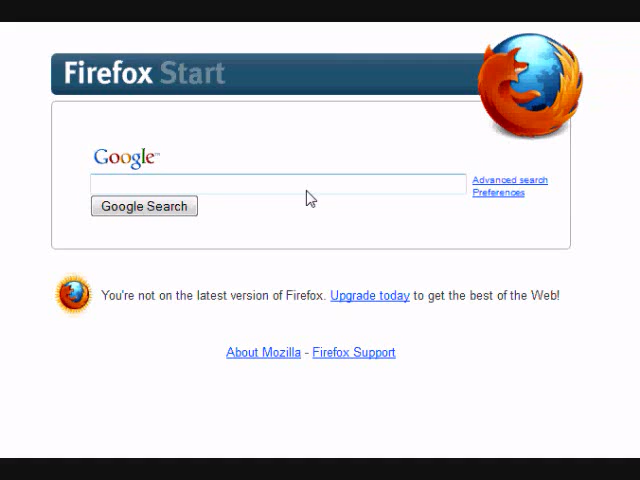 Firefox Start
Google™
Advanced search
Preferences
Google Search
You're not on the latest version of Firefox. Upgrade today to get the best of the Web!
About Mozilla - Firefox Support